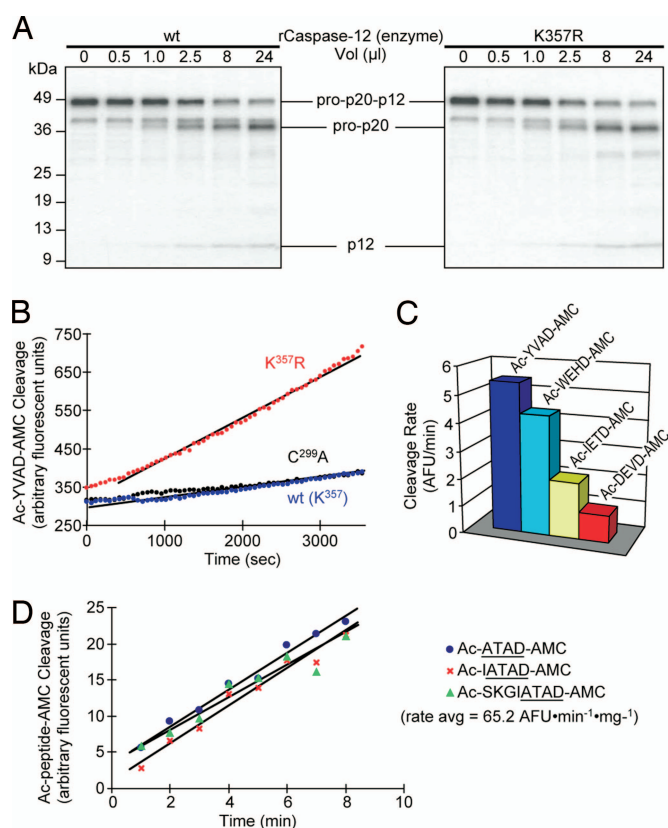 A
wt rCaspase-12 (enzyme) K357R
0 0.5 1.0 2.5 8 24 Vol (µl) 0 0.5 1.0 2.5 8 24
kDa
49
36
25
19
13
9
pro-p20-p12
pro-p20
p12
B
Ac-YVAD-AMC Cleavage
(arbitrary fluorescent units)
750
650
550
450
350
250
K³⁵⁷R
C²⁹⁹A
wt (K³⁵⁷)
0 1000 2000 3000
Time (sec)
C
Cleavage Rate
(AFU/min)
6
5
4
3
2
1
0
Ac-YVAD-AMC
Ac-WEHD-AMC
Ac-IETD-AMC
Ac-DEVD-AMC
D
Ac-peptide-AMC Cleavage
(arbitrary fluorescent units)
25
20
15
10
5
0
2 4 6 8 10
Time (min)
Ac-ATAD-AMC
Ac-IATAD-AMC
Ac-SKGIATAD-AMC
(rate avg = 65.2 AFU•min⁻¹•mg-¹)